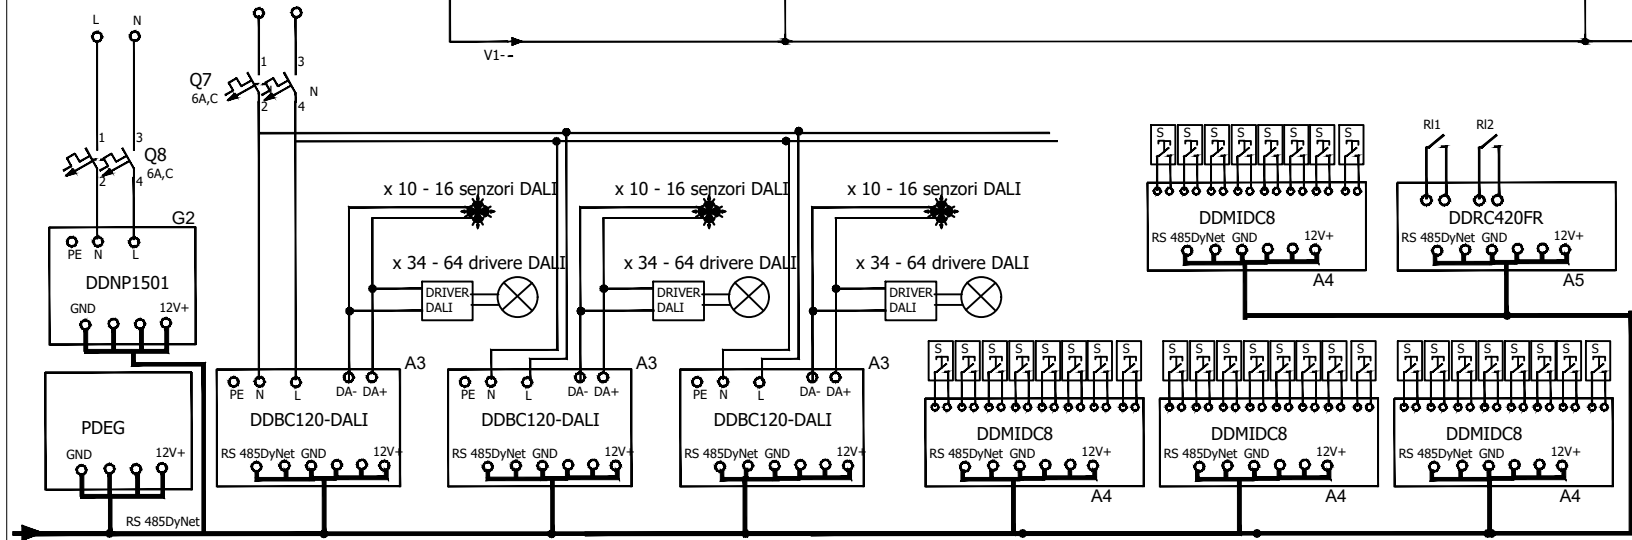 L N
V1--
Q7
6A,C
1 3
2 4
N
1 3
Q8
6A,C
2 4
G2
PE N L
DDNP1501
GND 12V+
PDEG
GND 12V+
RS 485DyNet
x 10 - 16 senzori DALI
x 34 - 64 drivere DALI
DRIVER
DALI
A3
PE N L DA- DA+
DDBC120-DALI
RS 485DyNet GND 12V+
x 10 - 16 senzori DALI
x 34 - 64 drivere DALI
DRIVER
DALI
A3
PE N L DA- DA+
DDBC120-DALI
RS 485DyNet GND 12V+
x 10 - 16 senzori DALI
x 34 - 64 drivere DALI
DRIVER
DALI
A3
PE N L DA- DA+
DDBC120-DALI
RS 485DyNet GND 12V+
S S S S S S S S
DDMIDC8
RS 485DyNet GND 12V+
A4
Rl1 Rl2
DDRC420FR
RS 485DyNet GND 12V+
A5
S S S S S S S S
DDMIDC8
RS 485DyNet GND 12V+
A4
S S S S S S S S
DDMIDC8
RS 485DyNet GND 12V+
A4
S S S S S S S S
DDMIDC8
RS 485DyNet GND 12V+
A4